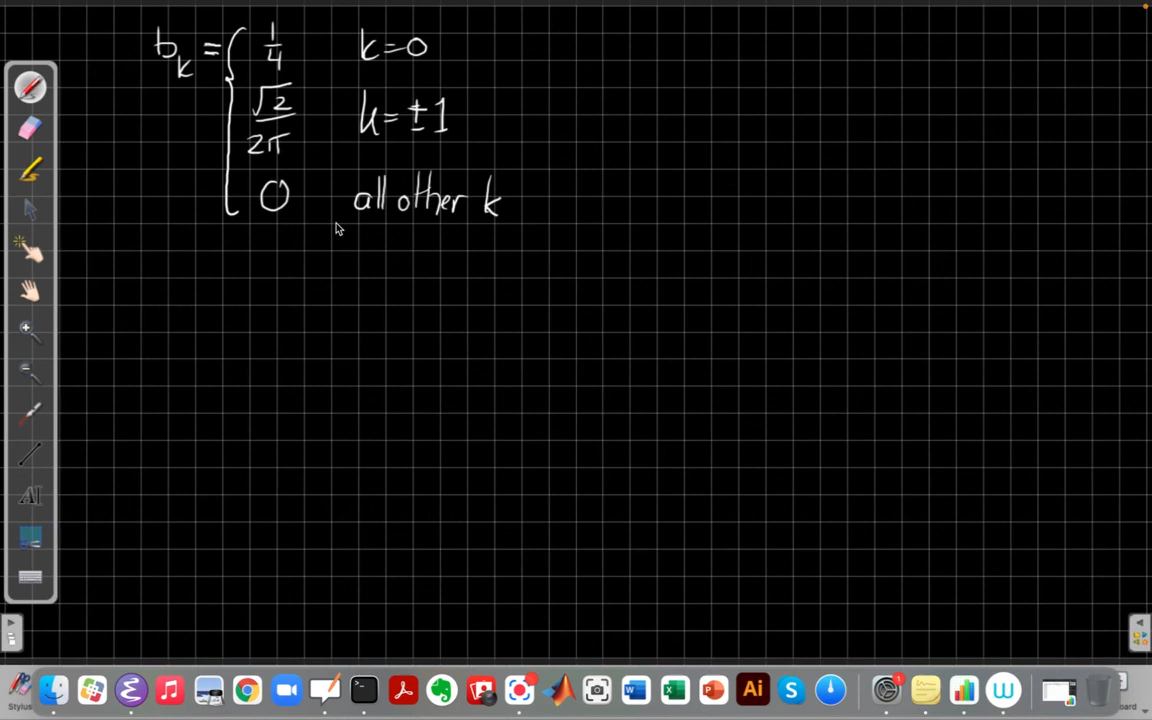 b_k = { 1/4 k=0
√2/2π k=±1
0 all other k